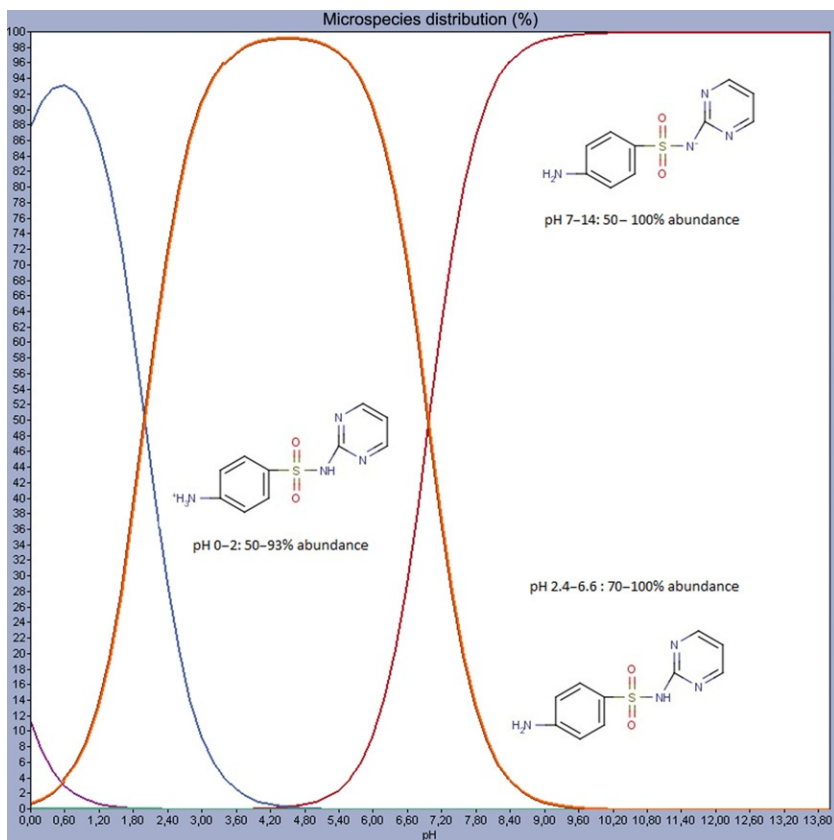 Microspecies distribution (%)
100
98
96
94
92
90
88
86
84
82
80
78
76
74
72
70
68
66
64
62
60
58
56
54
52
50
48
46
44
42
40
38
36
34
32
30
28
26
24
22
20
18
16
14
12
10
8
6
4
2
0
N
O
S
N⁻
N
O
H₂N
pH 7–14: 50– 100% abundance
N
O
S
NH
N
O
⁺H₃N
pH 0–2: 50–93% abundance
pH 2.4–6.6 : 70–100% abundance
N
O
S
NH
N
O
H₂N
0,00 0,60 1,20 1,80 2,40 3,00 3,60 4,20 4,80 5,40 6,00 6,60 7,20 7,80 8,40 9,00 9,60 10,20 10,80 11,40 12,00 12,60 13,20 13,80
pH